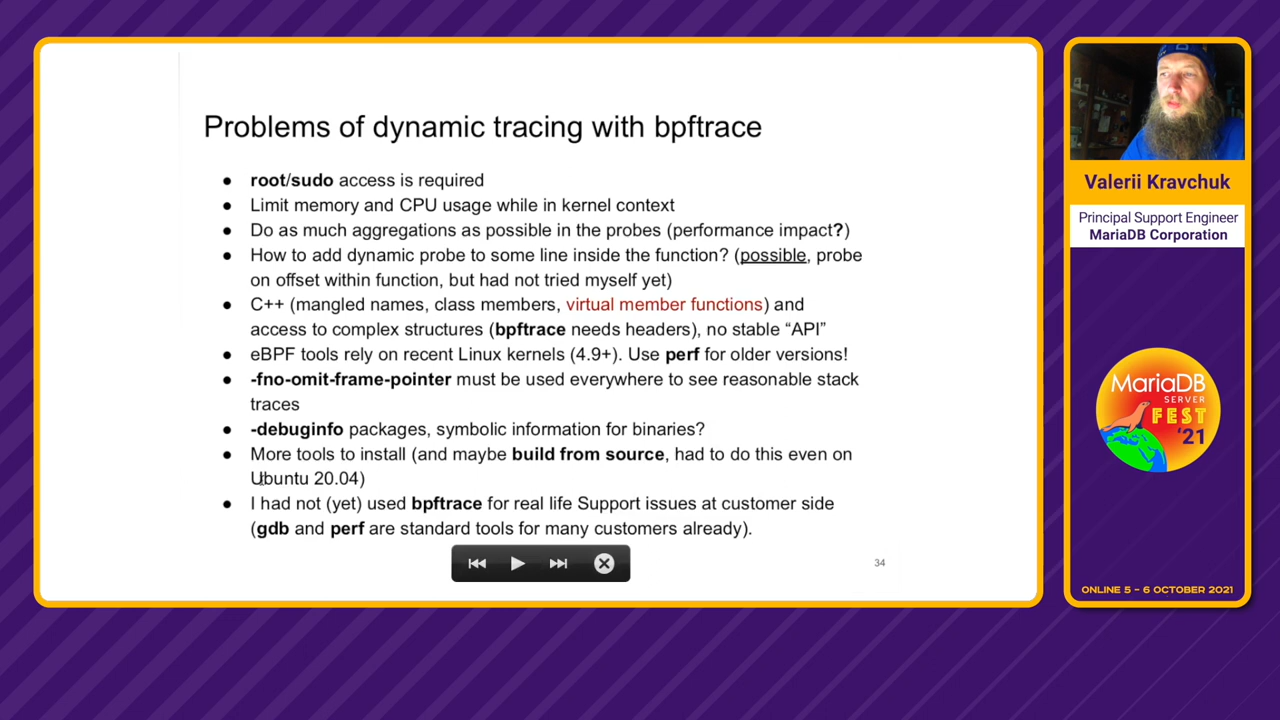 Problems of dynamic tracing with bpftrace
● root/sudo access is required
● Limit memory and CPU usage while in kernel context
● Do as much aggregations as possible in the probes (performance impact?)
● How to add dynamic probe to some line inside the function? (possible, probe
on offset within function, but had not tried myself yet)
● C++ (mangled names, class members, virtual member functions) and
access to complex structures (bpftrace needs headers), no stable “API”
● eBPF tools rely on recent Linux kernels (4.9+). Use perf for older versions!
● -fno-omit-frame-pointer must be used everywhere to see reasonable stack
traces
● -debuginfo packages, symbolic information for binaries?
● More tools to install (and maybe build from source, had to do this even on
Ubuntu 20.04)
● I had not (yet) used bpftrace for real life Support issues at customer side
(gdb and perf are standard tools for many customers already).
34
Valerii Kravchuk
Principal Support Engineer
MariaDB Corporation
MariaDB
SERVER
FEST
'21
ONLINE 5 – 6 OCTOBER 2021